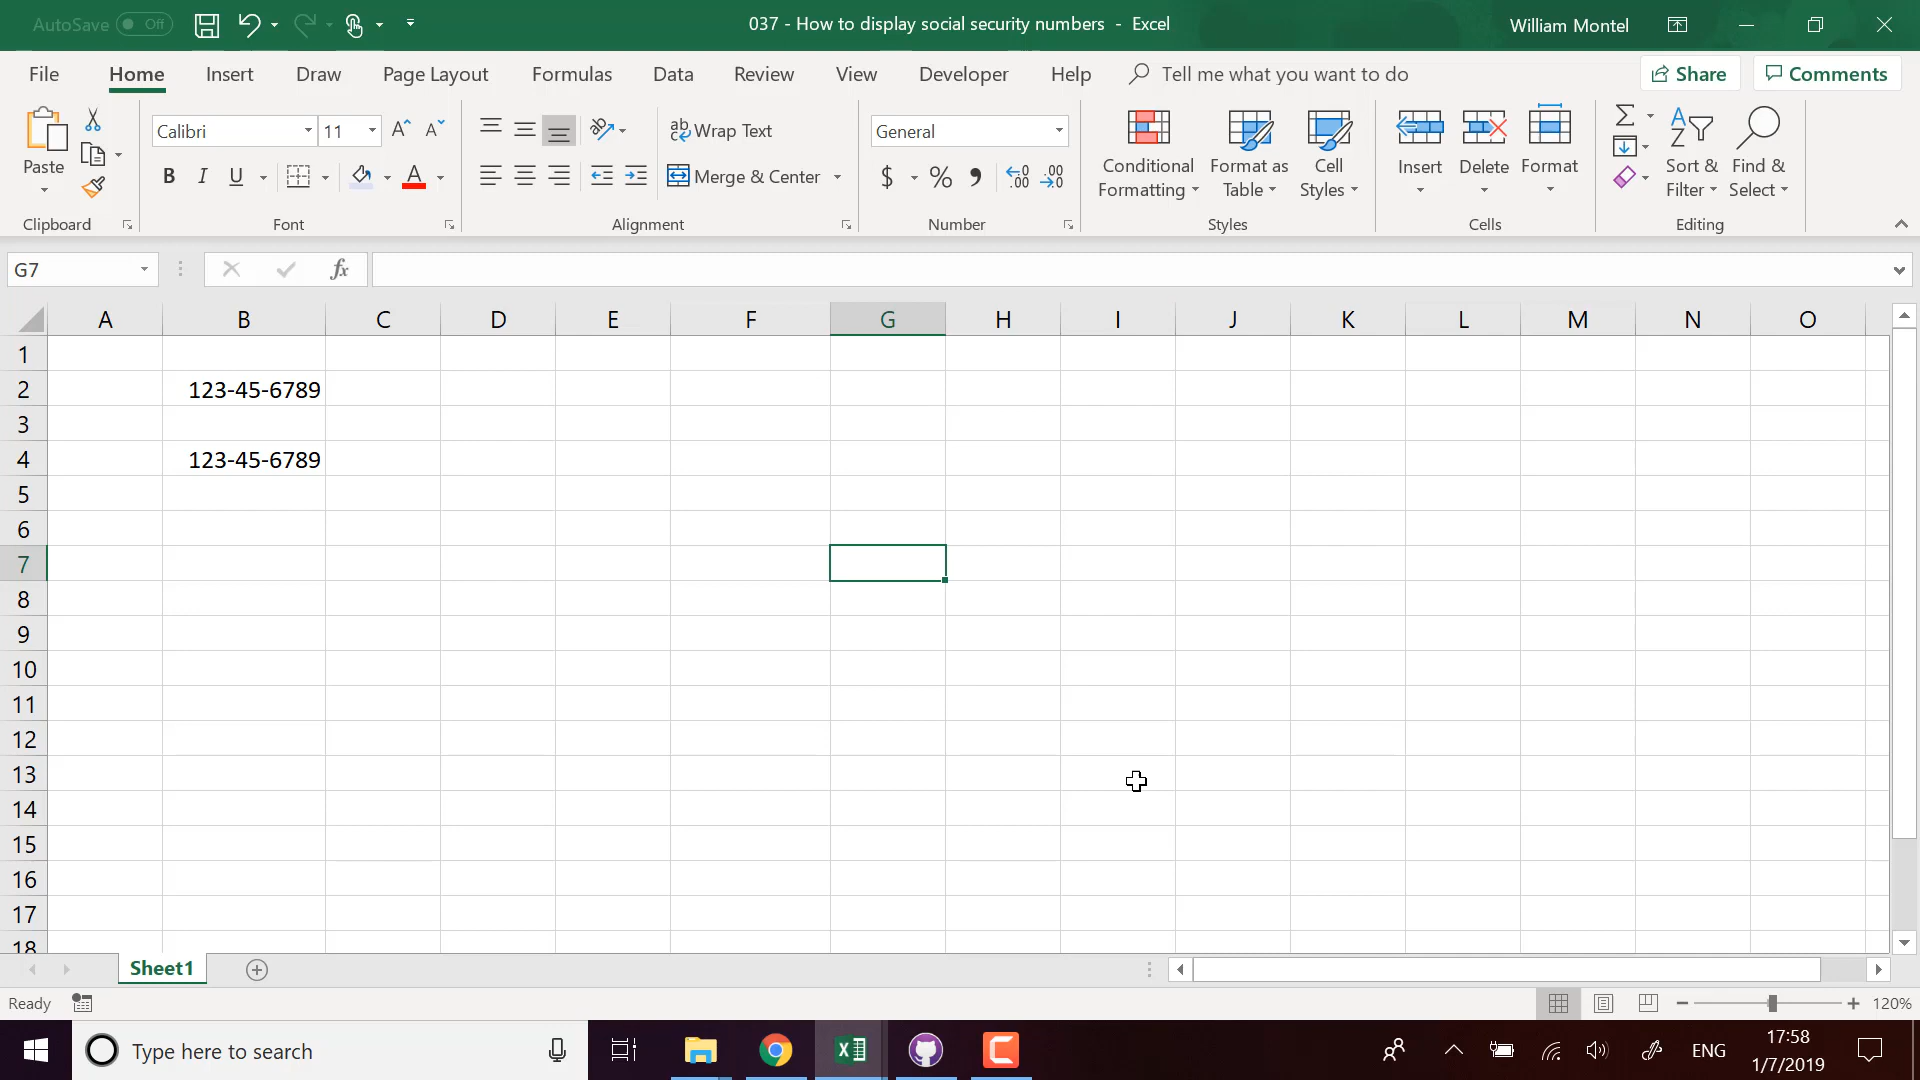 AutoSave Off
037 - How to display social security numbers - Excel
William Montel
File Home Insert Draw Page Layout Formulas Data Review View Developer Help Tell me what you want to do
Share Comments
Paste
Clipboard
Calibri 11
B I U A
Font
ab Wrap Text
Merge & Center
Alignment
General
$ % , .00 .00
Number
Conditional Formatting
Format as Table
Cell Styles
Styles
Insert Delete Format
Cells
Sort & Filter
Find & Select
Editing
G7
fx
A B C D E F G H I J K L M N O
1
2 123-45-6789
3
4 123-45-6789
5
6
7
8
9
10
11
12
13
14
15
16
17
18
Sheet1
Ready
120%
Type here to search
ENG
17:58
1/7/2019